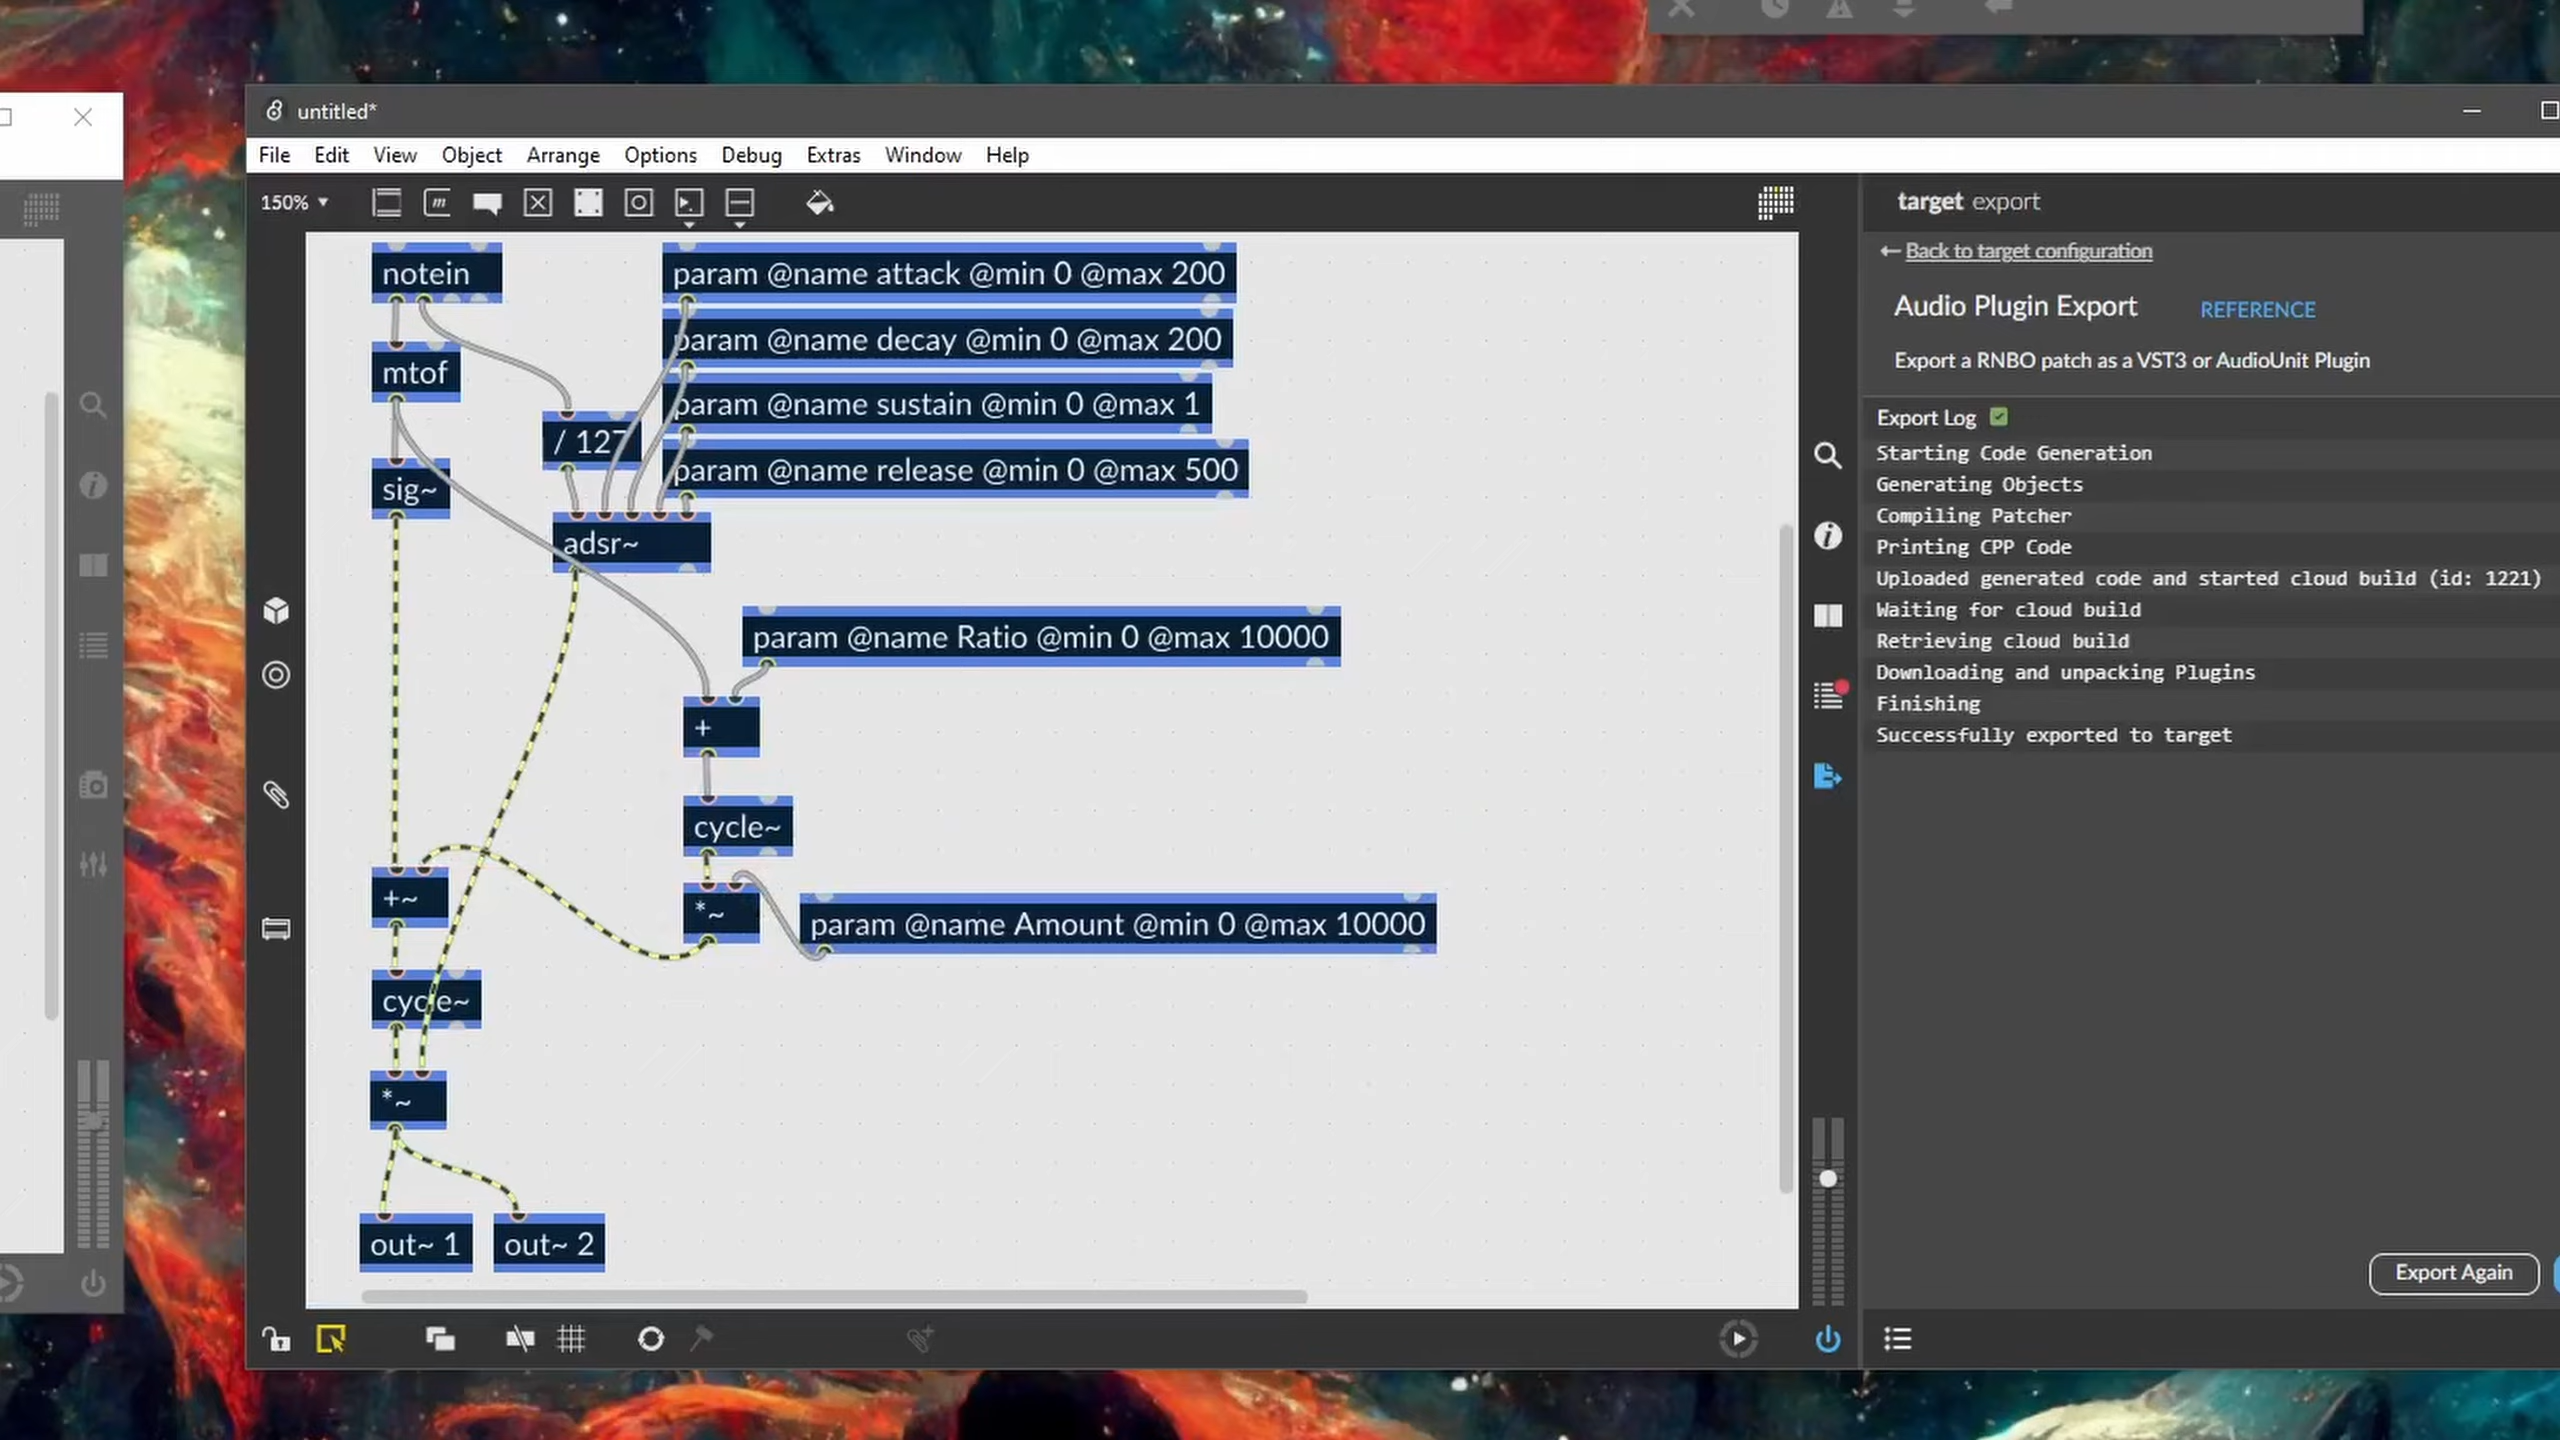 untitled*
File Edit View Object Arrange Options Debug Extras Window Help
150%
m
notein
param @name attack @min 0 @max 200
param @name decay @min 0 @max 200
mtof
param @name sustain @min 0 @max 1
/ 127
param @name release @min 0 @max 500
sig~
adsr~
param @name Ratio @min 0 @max 10000
+
cycle~
+~
*~
param @name Amount @min 0 @max 10000
cycle~
*~
out~ 1
out~ 2
target export
Back to target configuration
Audio Plugin Export REFERENCE
Export a RNBO patch as a VST3 or AudioUnit Plugin
Export Log
Starting Code Generation
Generating Objects
Compiling Patcher
Printing CPP Code
Uploaded generated code and started cloud build (id: 1221)
Waiting for cloud build
Retrieving cloud build
Downloading and unpacking Plugins
Finishing
Successfully exported to target
Export Again